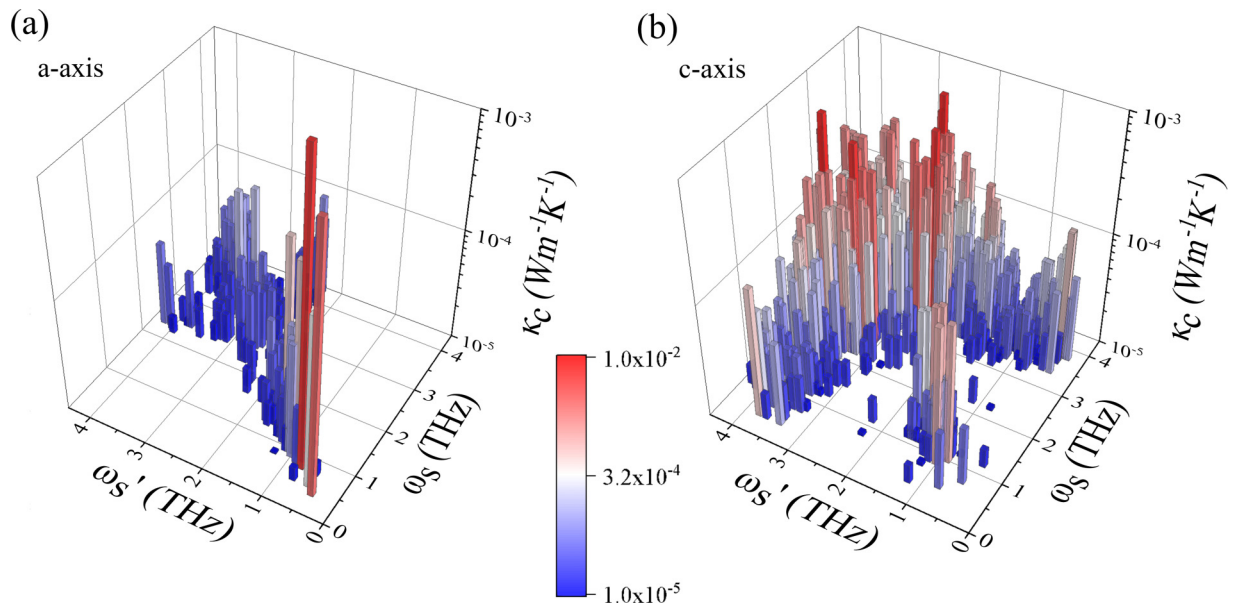 (a)
a-axis
10⁻³
10⁻⁴
10⁻⁵
κc (Wm⁻¹K⁻¹)
4
3
2
1
0
ωs (THz)
4
3
2
1
0
ωs' (THz)
1.0x10⁻²
3.2x10⁻⁴
1.0x10⁻⁵
(b)
c-axis
10⁻³
10⁻⁴
10⁻⁵
κc (Wm⁻¹K⁻¹)
4
3
2
1
0
ωs (THz)
4
3
2
1
0
ωs' (THz)